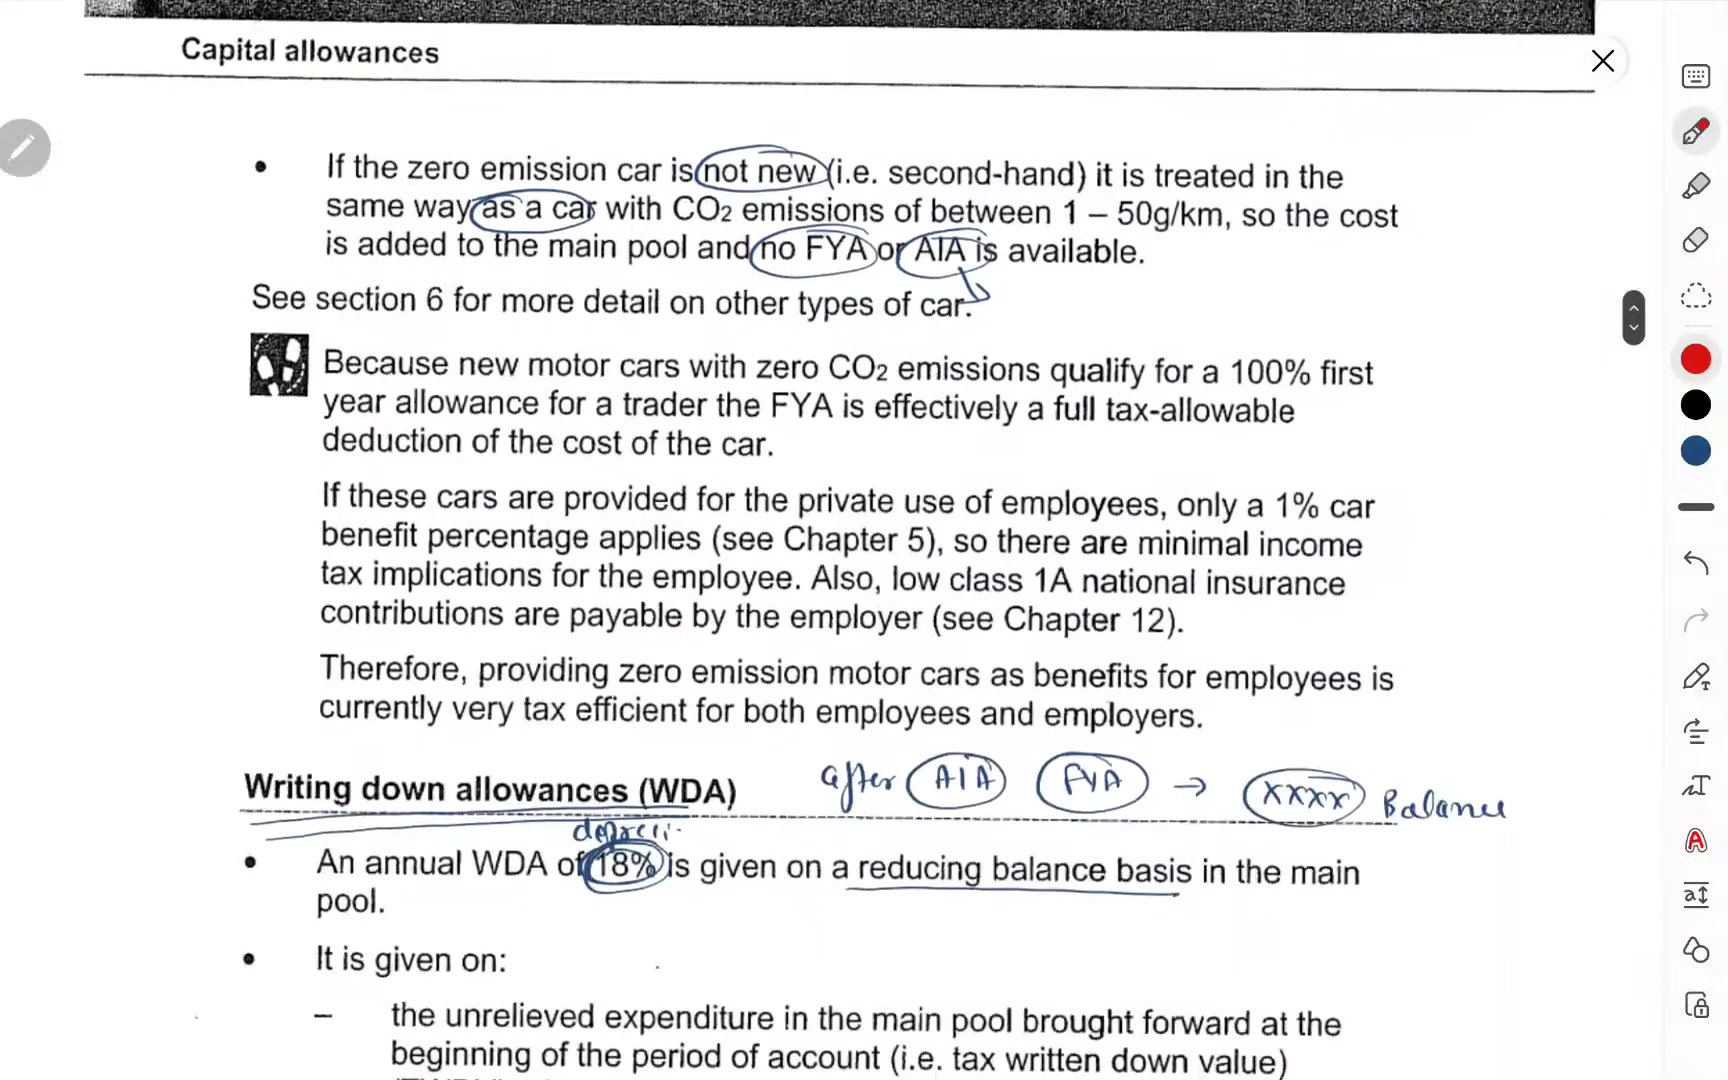 Capital allowances
• If the zero emission car is not new (i.e. second-hand) it is treated in the
same way as a car with CO2 emissions of between 1 – 50g/km, so the cost
is added to the main pool and no FYA or AIA is available.
See section 6 for more detail on other types of car.
Because new motor cars with zero CO2 emissions qualify for a 100% first
year allowance for a trader the FYA is effectively a full tax-allowable
deduction of the cost of the car.
If these cars are provided for the private use of employees, only a 1% car
benefit percentage applies (see Chapter 5), so there are minimal income
tax implications for the employee. Also, low class 1A national insurance
contributions are payable by the employer (see Chapter 12).
Therefore, providing zero emission motor cars as benefits for employees is
currently very tax efficient for both employees and employers.
Writing down allowances (WDA) after AIA FYA → xxxx Balance
• An annual WDA of 18% is given on a reducing balance basis in the main
pool.
• It is given on:
– the unrelieved expenditure in the main pool brought forward at the
beginning of the period of account (i.e. tax written down value)